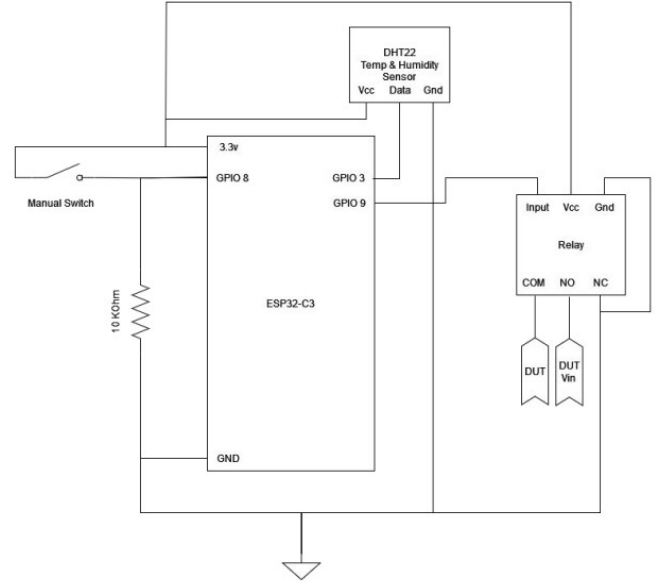 DHT22
Temp & Humidity
Sensor
Vcc Data Gnd
3.3v
GPIO 8 GPIO 3
Manual Switch
GPIO 9
Input Vcc Gnd
Relay
COM NO NC
10 KOhm
ESP32-C3
DUT
DUT
Vin
GND